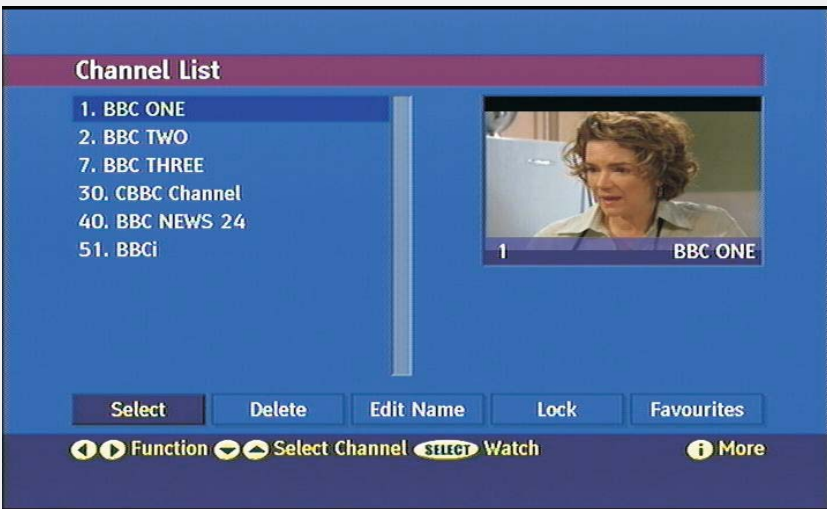 Channel List
1. BBC ONE
2. BBC TWO
7. BBC THREE
30. CBBC Channel
40. BBC NEWS 24
51. BBCi
1 BBC ONE
Select Delete Edit Name Lock Favourites
Function Select Channel SELECT Watch i More